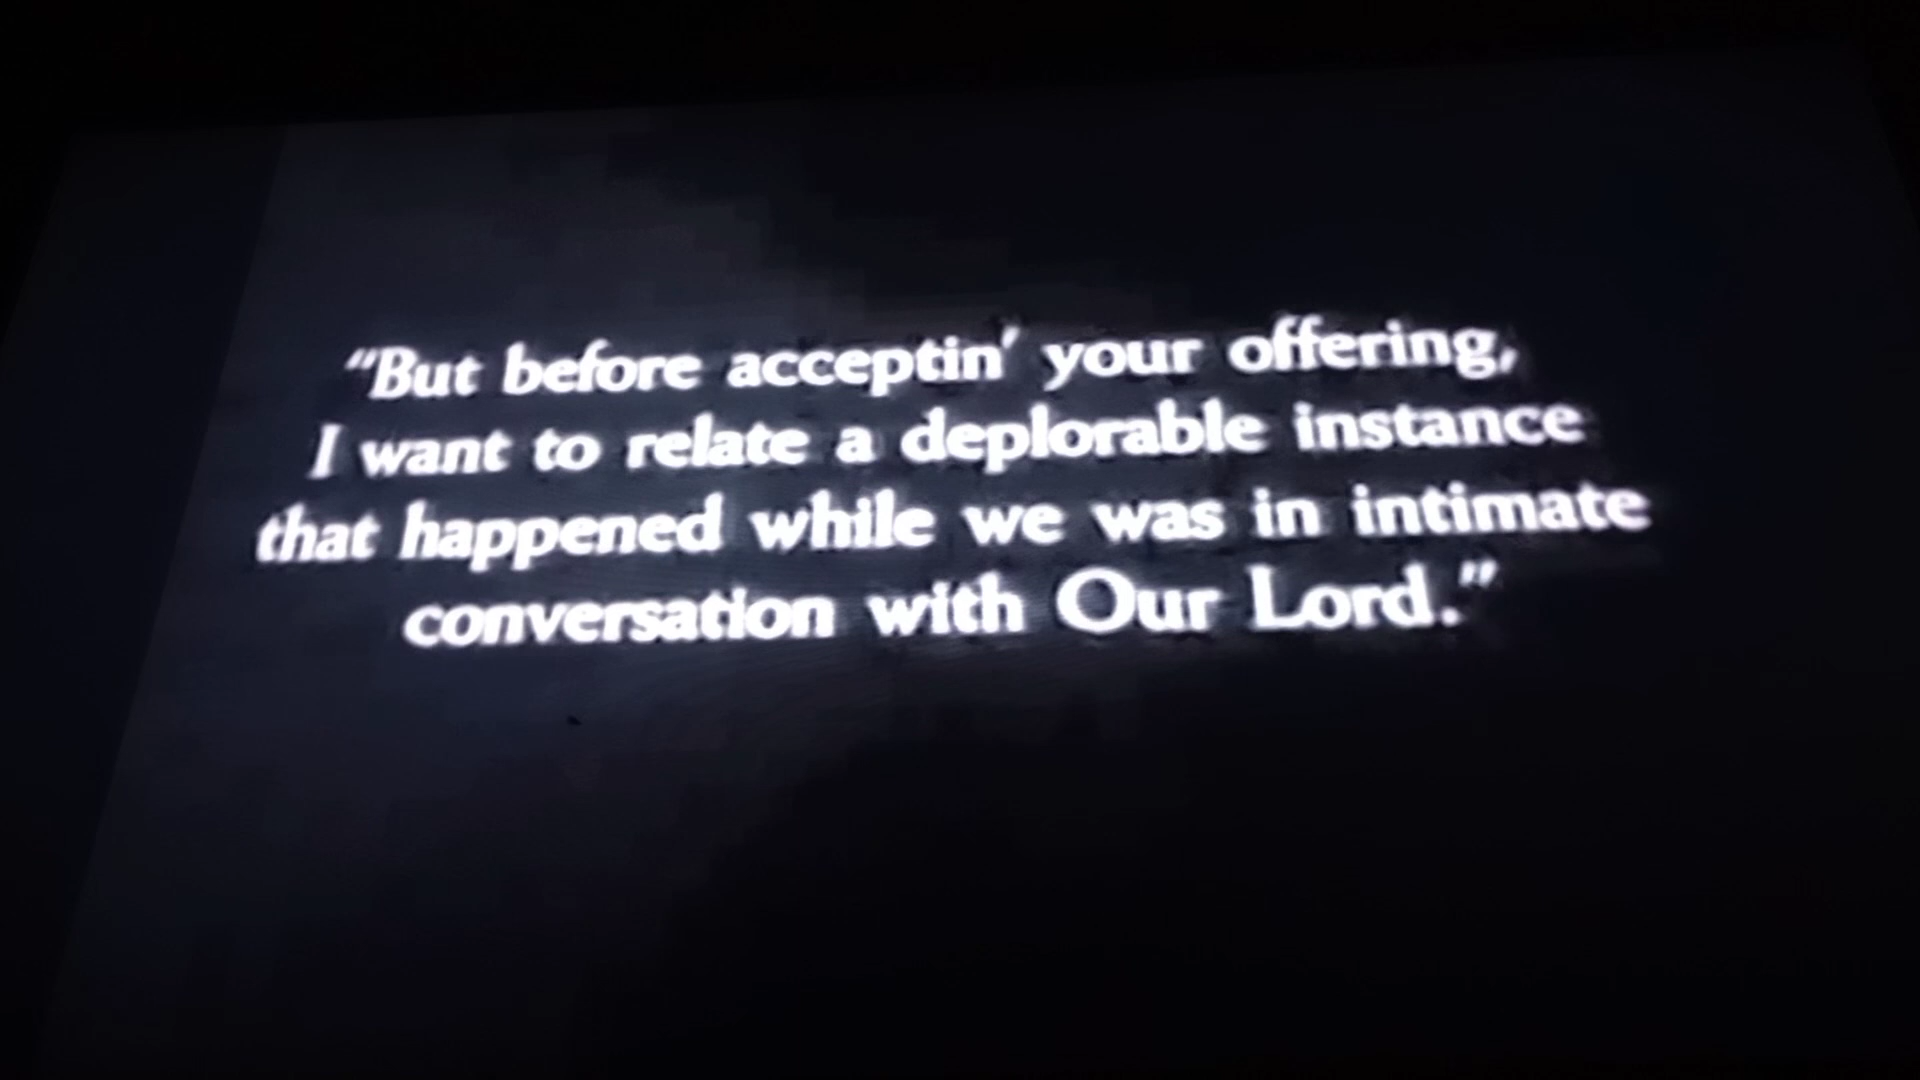 "But before acceptin' your offering,
I want to relate a deplorable instance
that happened while we was in intimate
conversation with Our Lord."